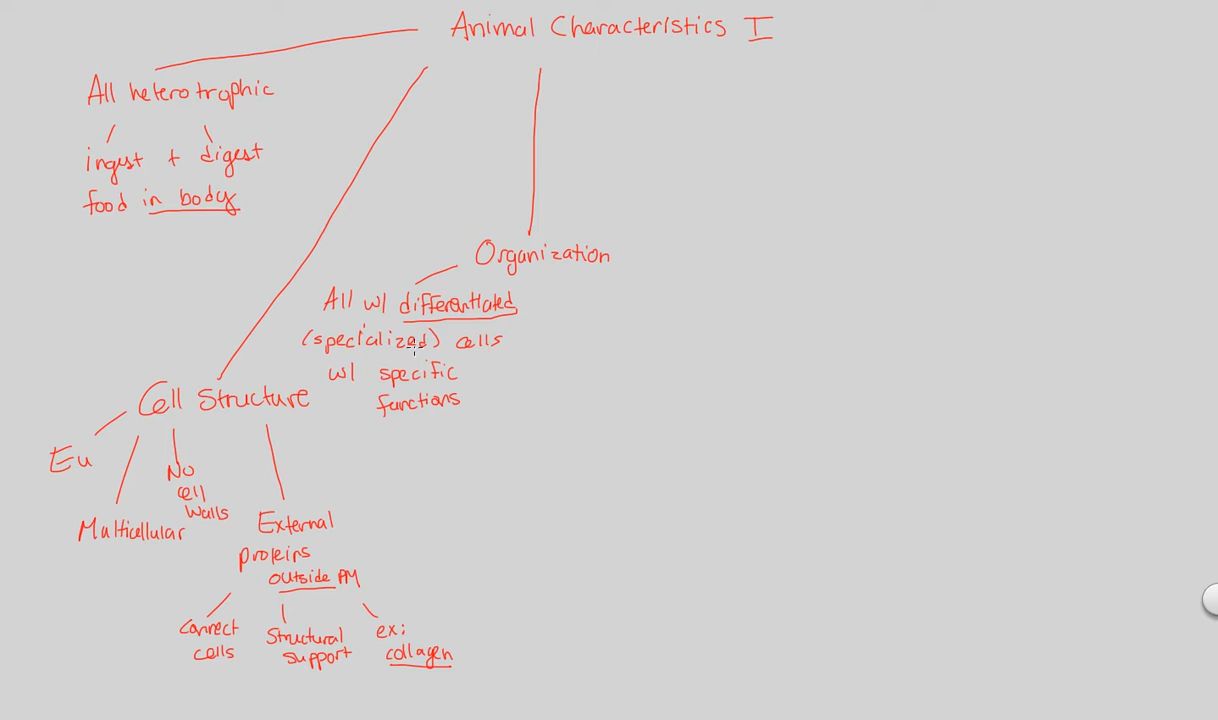 Animal Characteristics I
All heterotrophic
ingest + digest
food in body
Organization
All w/ differentiated
(specialized) cells
w/ specific
functions
Cell Structure
Eu
Multicellular
No
cell
walls
External
proteins
outside PM
Connect
cells
Structural
support
ex:
collagen